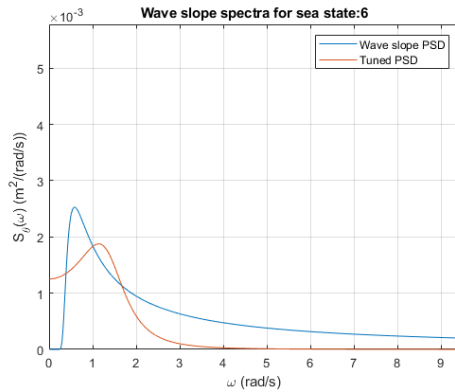 Wave slope spectra for sea state:6
×10⁻³
Wave slope PSD
Tuned PSD
5
4
3
2
1
0
S_θ(ω) (m²/(rad/s))
0 1 2 3 4 5 6 7 8 9
ω (rad/s)